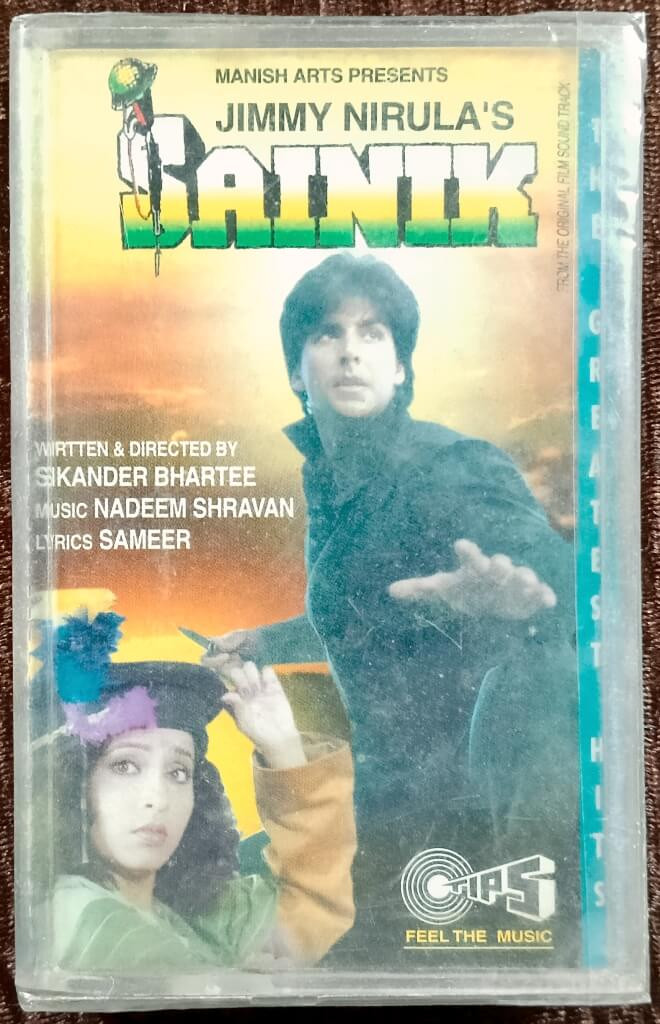 MANISH ARTS PRESENTS
JIMMY NIRULA'S
SAINIK
FROM THE ORIGINAL FILM SOUND TRACK
WIRTTEN & DIRECTED BY
SIKANDER BHARTEE
MUSIC NADEEM SHRAVAN
LYRICS SAMEER
THE GREATEST HITS
TIPS
FEEL THE MUSIC